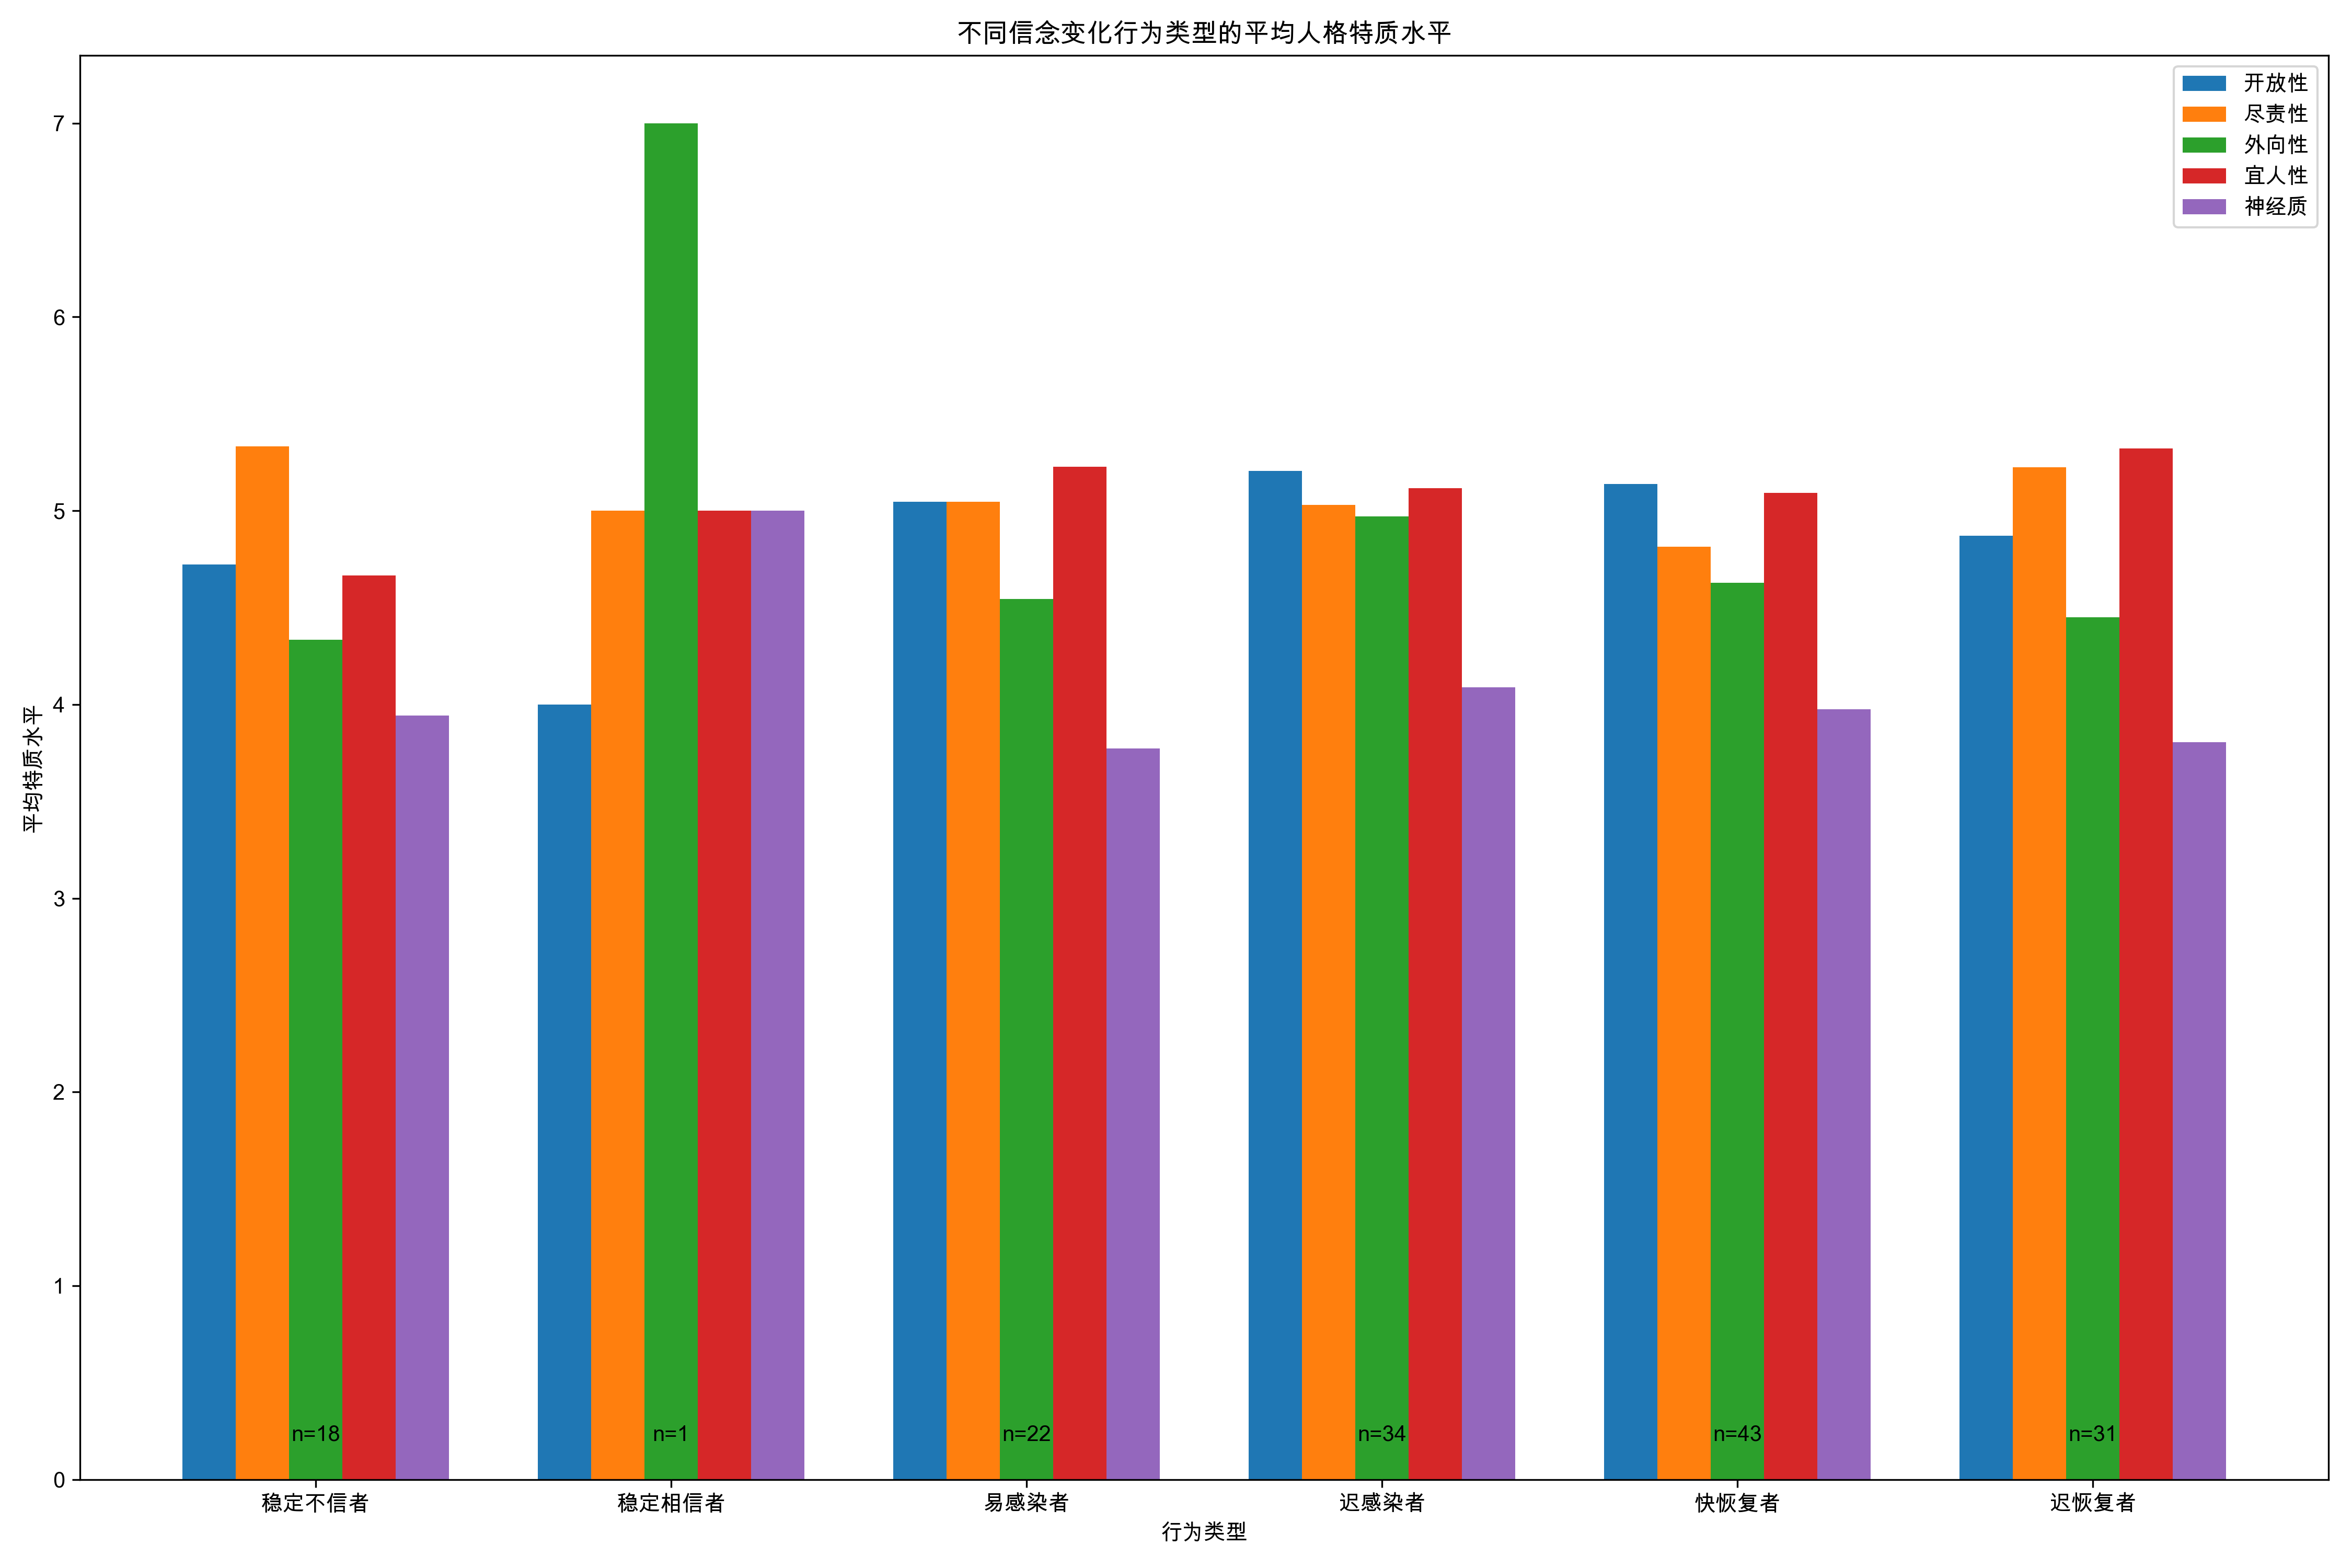 不同信念变化行为类型的平均人格特质水平
开放性
尽责性
外向性
宜人性
神经质
平均特质水平
7
6
5
4
3
2
1
0
n=18
n=1
n=22
n=34
n=43
n=31
稳定不信者
稳定相信者
易感染者
迟感染者
快恢复者
迟恢复者
行为类型